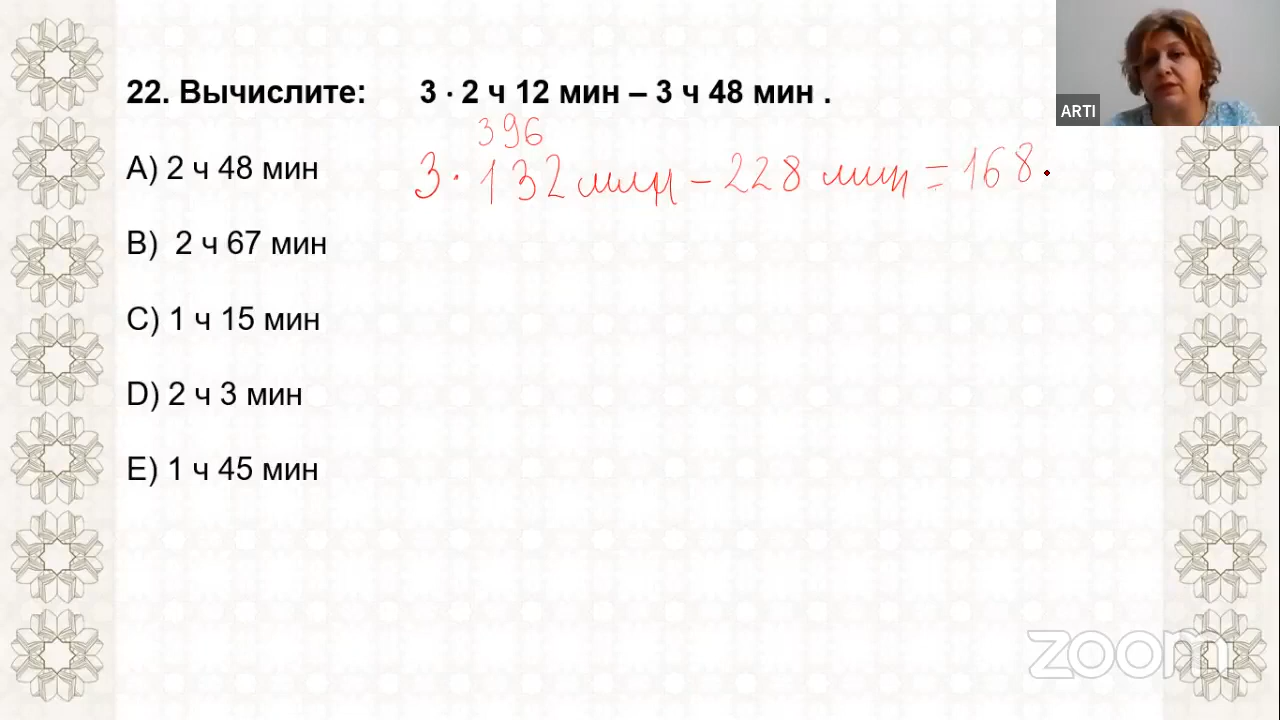 22. Вычислите: 3 · 2 ч 12 мин – 3 ч 48 мин .
396
3 · 132 мин – 228 мин = 168
A) 2 ч 48 мин
B) 2 ч 67 мин
C) 1 ч 15 мин
D) 2 ч 3 мин
E) 1 ч 45 мин
ARTI
zoom